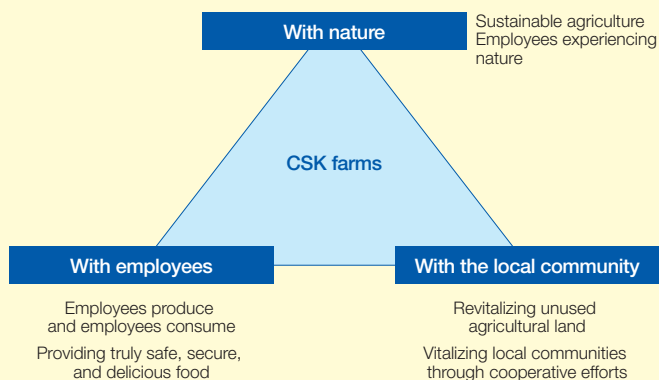 With nature
Sustainable agriculture
Employees experiencing
nature
CSK farms
With employees
Employees produce
and employees consume
Providing truly safe, secure,
and delicious food
With the local community
Revitalizing unused
agricultural land
Vitalizing local communities
through cooperative efforts